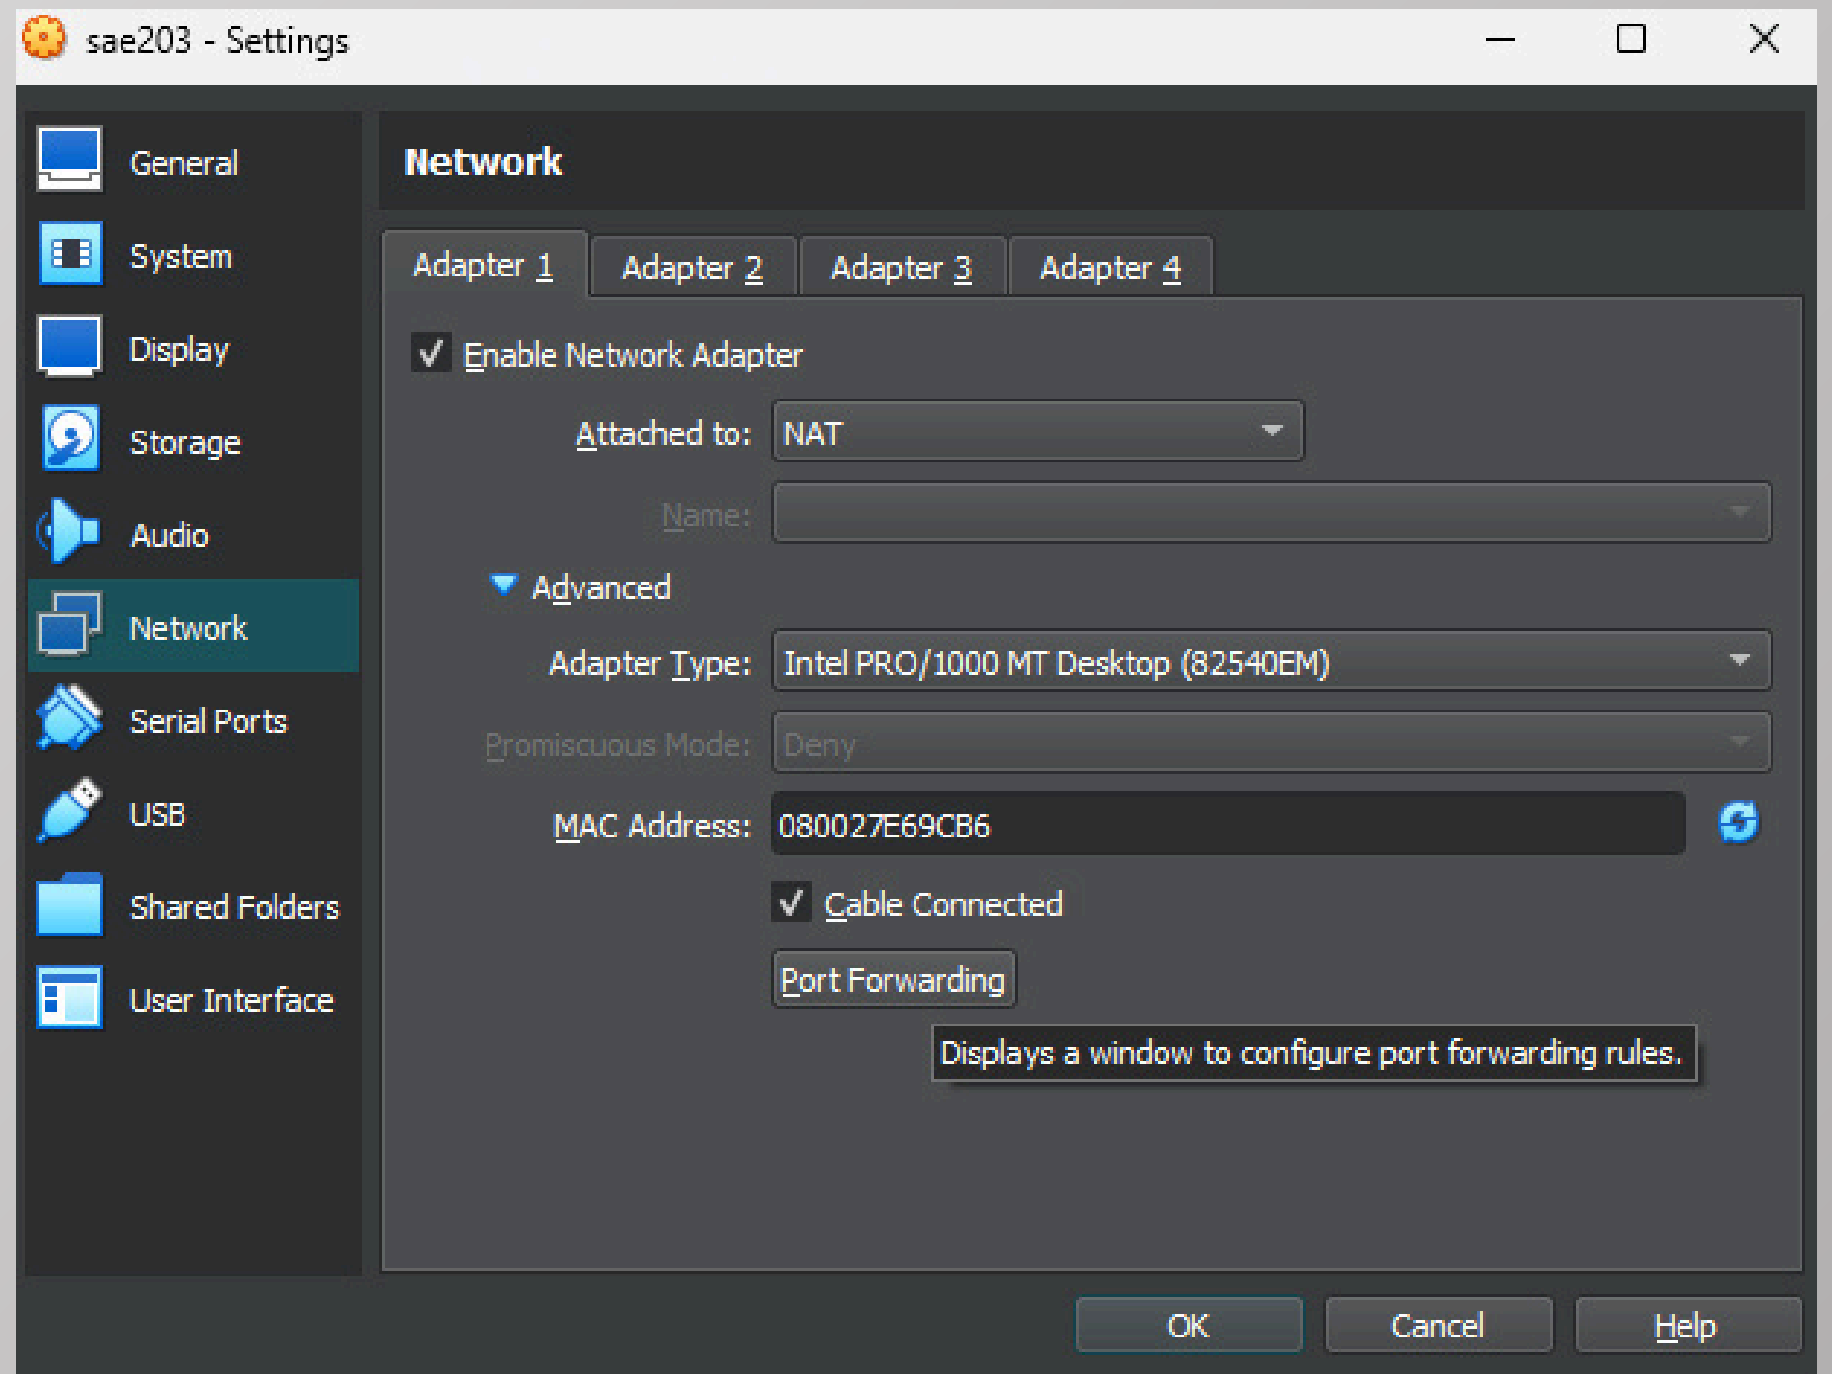 sae203 - Settings
General
System
Display
Storage
Audio
Network
Serial Ports
USB
Shared Folders
User Interface
Network
Adapter 1 Adapter 2 Adapter 3 Adapter 4
Enable Network Adapter
Attached to: NAT
Name:
Advanced
Adapter Type: Intel PRO/1000 MT Desktop (82540EM)
Promiscuous Mode: Deny
MAC Address: 080027E69CB6
Cable Connected
Port Forwarding
Displays a window to configure port forwarding rules.
OK Cancel Help